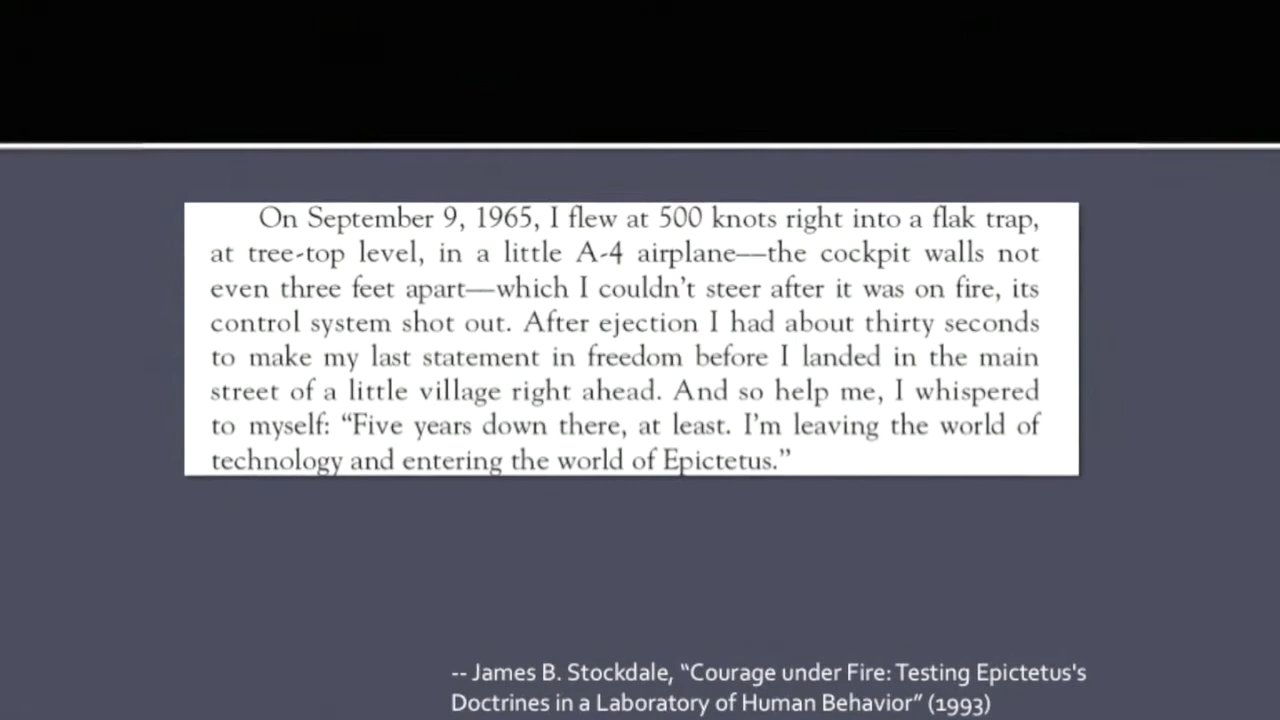 On September 9, 1965, I flew at 500 knots right into a flak trap,
at tree-top level, in a little A-4 airplane—the cockpit walls not
even three feet apart—which I couldn't steer after it was on fire, its
control system shot out. After ejection I had about thirty seconds
to make my last statement in freedom before I landed in the main
street of a little village right ahead. And so help me, I whispered
to myself: “Five years down there, at least. I'm leaving the world of
technology and entering the world of Epictetus.”
-- James B. Stockdale, “Courage under Fire: Testing Epictetus's
Doctrines in a Laboratory of Human Behavior” (1993)